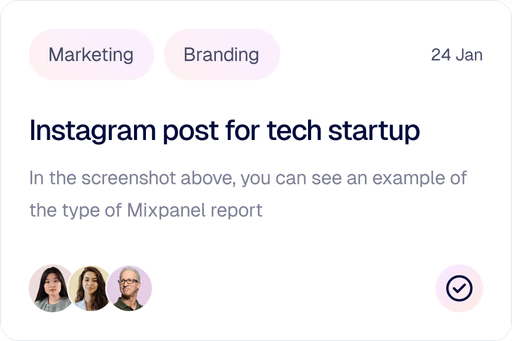 Marketing Branding 24 Jan
Instagram post for tech startup
In the screenshot above, you can see an example of
the type of Mixpanel report